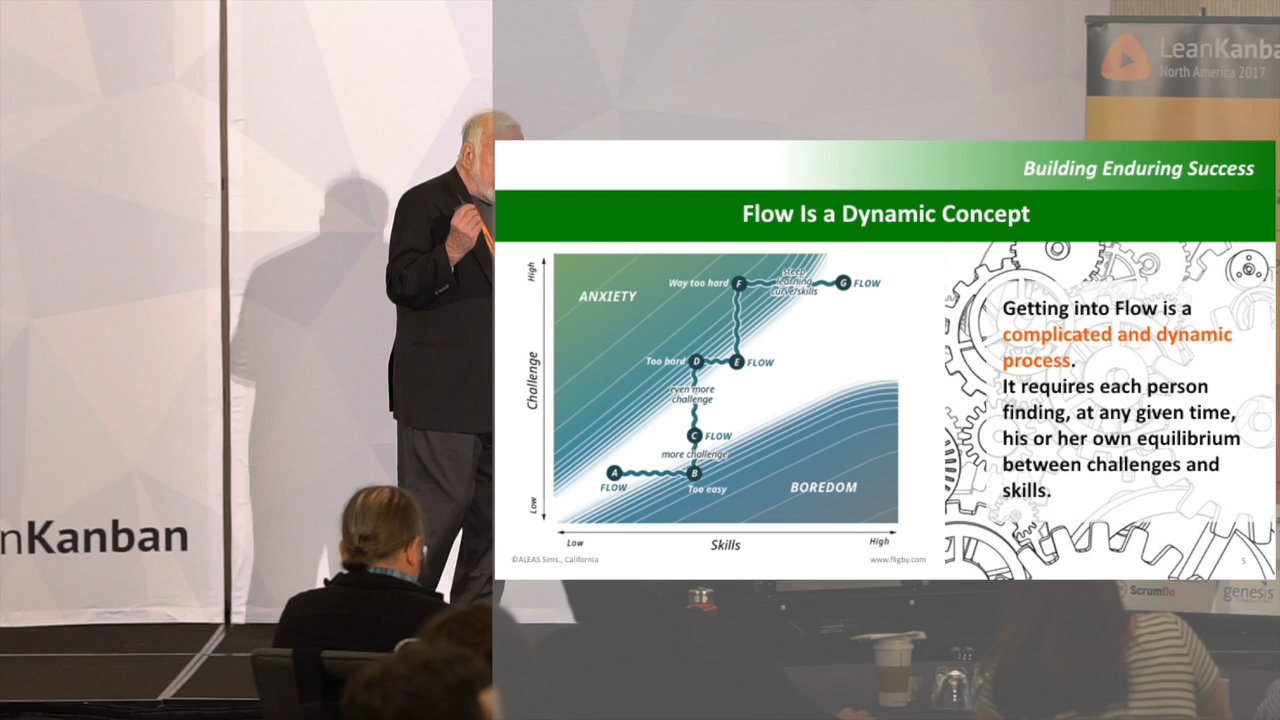 LeanKanba
North America 2017
Building Enduring Success
Flow Is a Dynamic Concept
High
Challenge
Low
ANXIETY
Way too hard
F
steep
learning
curve/skills
G
FLOW
Too hard
D
E
FLOW
even more
challenge
C
FLOW
more challenge
A
FLOW
B
Too easy
BOREDOM
Low
Skills
High
©ALEAS Sims., California
www.fligby.com
Getting into Flow is a
complicated and dynamic
process.
It requires each person
finding, at any given time,
his or her own equilibrium
between challenges and
skills.
5
nKanban
ScrumDo
genesis